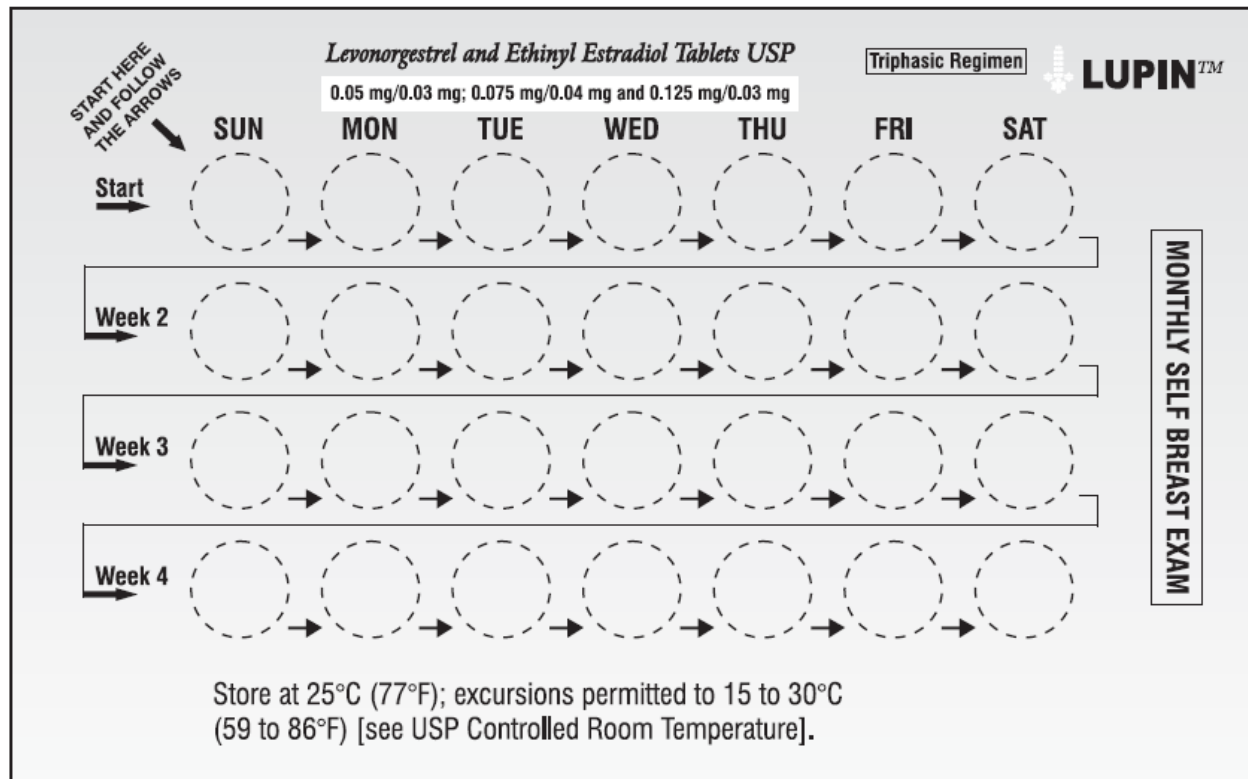 START HERE
AND FOLLOW
THE ARROWS
Levonorgestrel and Ethinyl Estradiol Tablets USP
0.05 mg/0.03 mg; 0.075 mg/0.04 mg and 0.125 mg/0.03 mg
Triphasic Regimen
LUPIN™
SUN MON TUE WED THU FRI SAT
Start
Week 2
Week 3
Week 4
MONTHLY SELF BREAST EXAM
Store at 25°C (77°F); excursions permitted to 15 to 30°C
(59 to 86°F) [see USP Controlled Room Temperature].